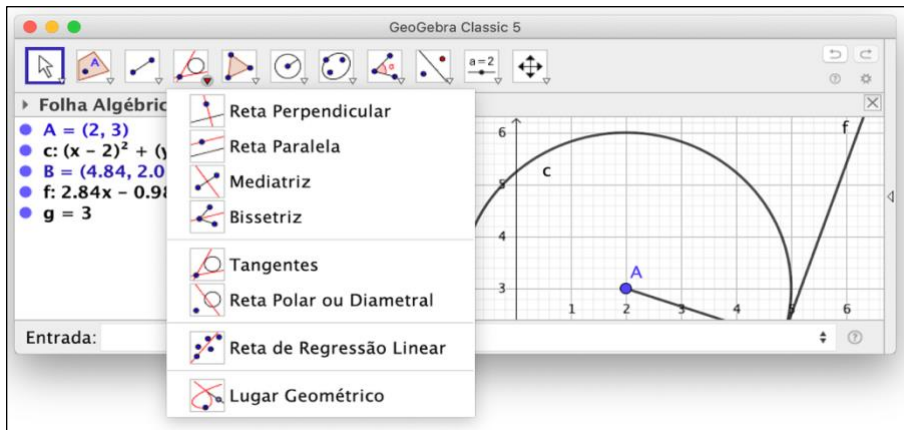 GeoGebra Classic 5
A
α
a=2
Folha Algébric
A = (2, 3)
c: (x − 2)² + (y
B = (4.84, 2.0
f: 2.84x − 0.98
g = 3
Reta Perpendicular
Reta Paralela
Mediatriz
Bissetriz
Tangentes
Reta Polar ou Diametral
Reta de Regressão Linear
Lugar Geométrico
6
f
5
c
4
A
3
1 2 3 4 5 6
Entrada: